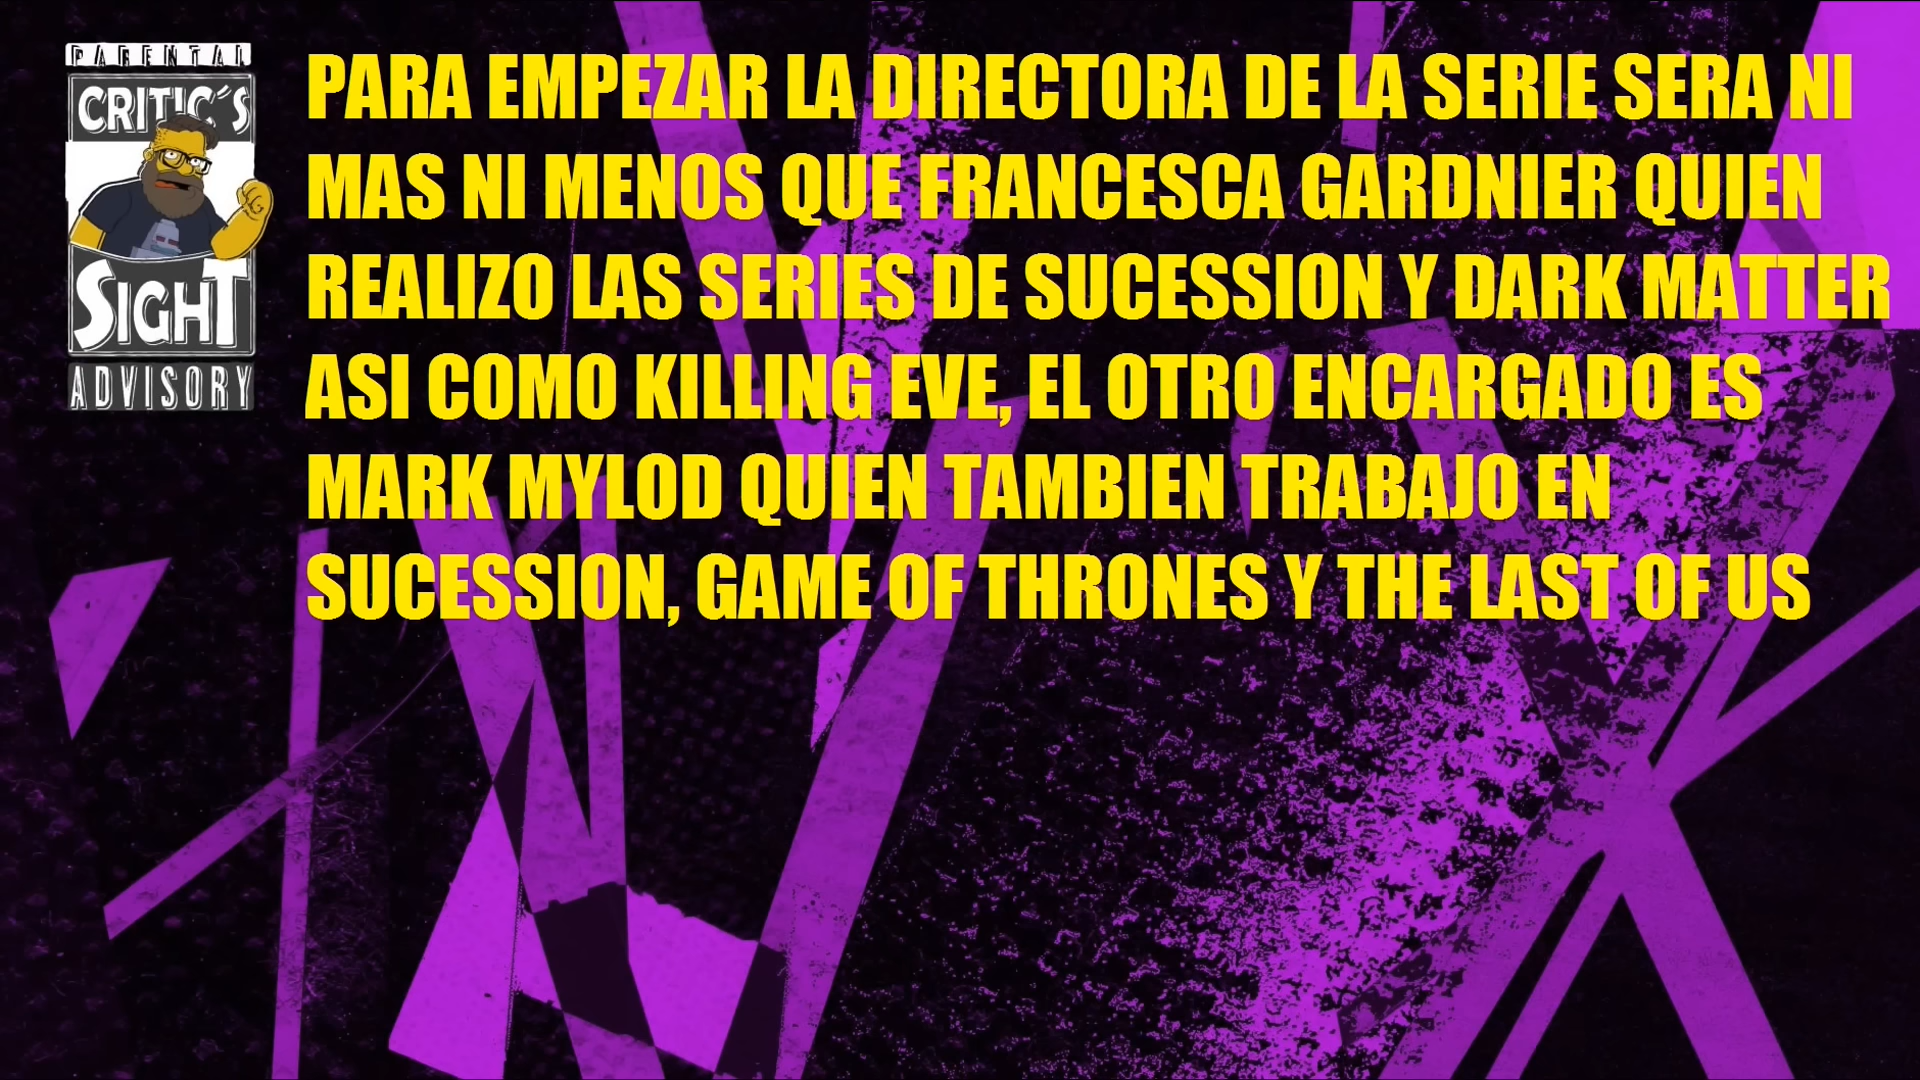 PARENTAL
CRITIC´S
SIGHT
ADVISORY
PARA EMPEZAR LA DIRECTORA DE LA SERIE SERA NI
MAS NI MENOS QUE FRANCESCA GARDNIER QUIEN
REALIZO LAS SERIES DE SUCESSION Y DARK MATTER
ASI COMO KILLING EVE, EL OTRO ENCARGADO ES
MARK MYLOD QUIEN TAMBIEN TRABAJO EN
SUCESSION, GAME OF THRONES Y THE LAST OF US